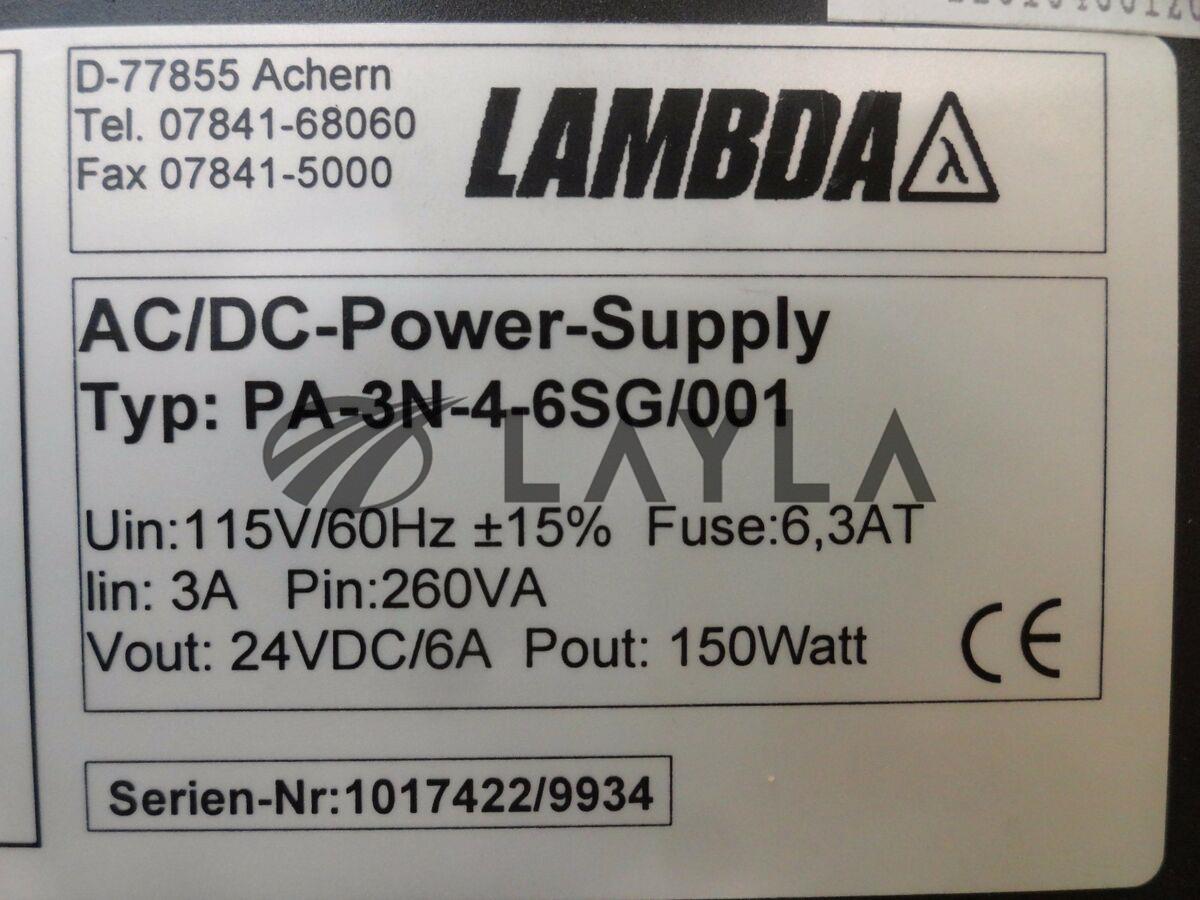 D-77855 Achern
Tel. 07841-68060
Fax 07841-5000
LAMBDA λ
AC/DC-Power-Supply
Typ: PA-3N-4-6SG/001
LAYLA
Uin:115V/60Hz ±15% Fuse:6,3AT
Iin: 3A Pin:260VA
Vout: 24VDC/6A Pout: 150Watt
CE
Serien-Nr:1017422/9934